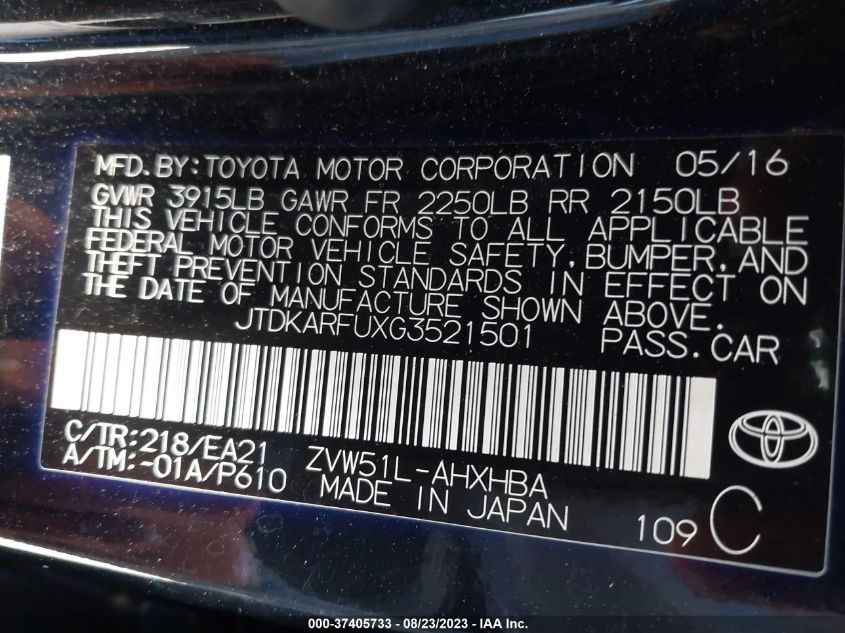 MFD.BY:TOYOTA MOTOR CORPORATION 05/16
GVWR 3915LB GAWR FR 2250LB RR 2150LB
THIS VEHICLE CONFORMS TO ALL APPLICABLE
FEDERAL MOTOR VEHICLE SAFETY,BUMPER,AND
THEFT PREVENTION STANDARDS IN EFFECT ON
THE DATE OF MANUFACTURE SHOWN ABOVE.
JTDKARFUXG3521501 PASS.CAR
C/TR:218/EA21 ZVW51L-AHXHBA
A/TM:-01A/P610 MADE IN JAPAN
109 C
000-37405733 - 08/23/2023 - IAA Inc.